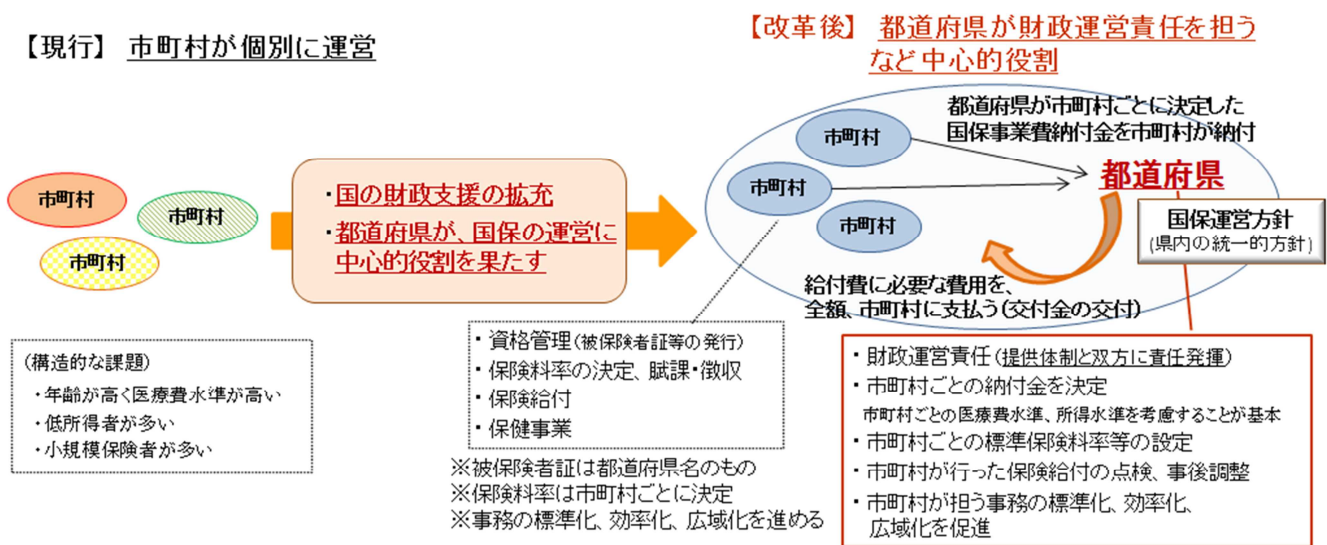 【現行】 市町村が個別に運営
【改革後】 都道府県が財政運営責任を担う
など中心的役割
市町村
市町村
市町村
・国の財政支援の拡充
・都道府県が、国保の運営に
中心的役割を果たす
都道府県が市町村ごとに決定した
国保事業費納付金を市町村が納付
市町村
市町村
市町村
都道府県
国保運営方針
(県内の統一的方針)
給付費に必要な費用を、
全額、市町村に支払う(交付金の交付)
(構造的な課題)
・年齢が高く医療費水準が高い
・低所得者が多い
・小規模保険者が多い
・資格管理(被保険者証等の発行)
・保険料率の決定、賦課・徴収
・保険給付
・保健事業
※被保険者証は都道府県名のもの
※保険料率は市町村ごとに決定
※事務の標準化、効率化、広域化を進める
・財政運営責任(提供体制と双方に責任発揮)
・市町村ごとの納付金を決定
市町村ごとの医療費水準、所得水準を考慮することが基本
・市町村ごとの標準保険料率等の設定
・市町村が行った保険給付の点検、事後調整
・市町村が担う事務の標準化、効率化、
広域化を促進